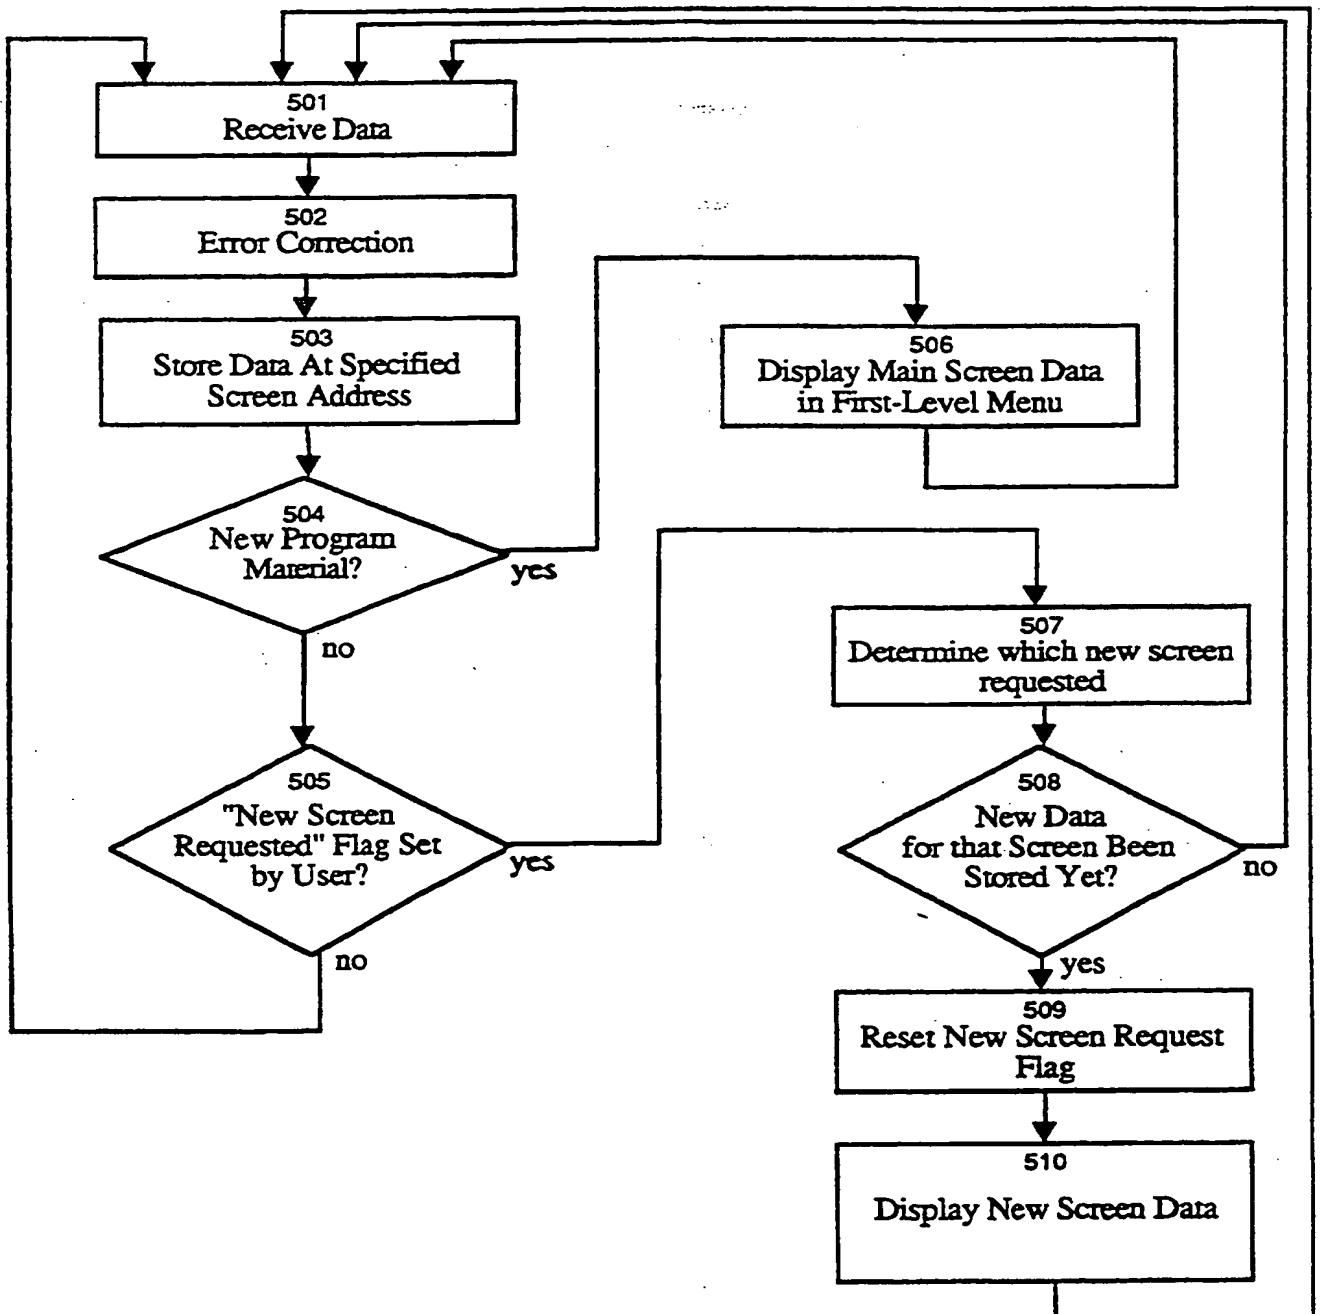 501
Receive Data
502
Error Correction
503
Store Data At Specified
Screen Address
504
New Program
Material?
yes
no
505
"New Screen
Requested" Flag Set
by User?
yes
no
506
Display Main Screen Data
in First-Level Menu
507
Determine which new screen
requested
508
New Data
for that Screen Been
Stored Yet?
no
yes
509
Reset New Screen Request
Flag
510
Display New Screen Data